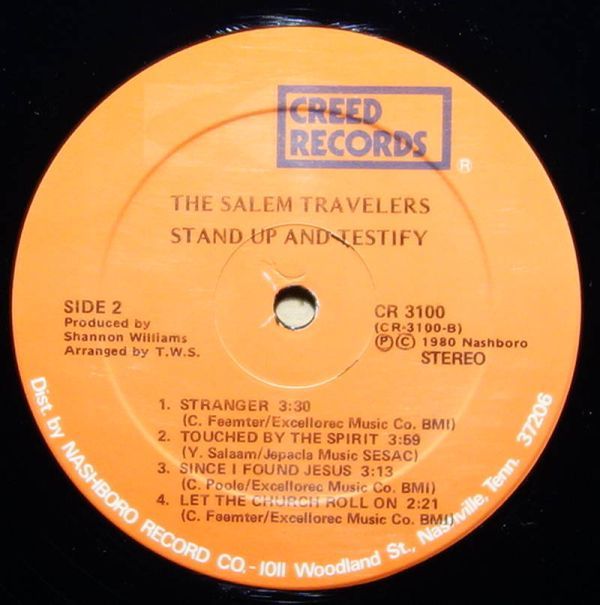 CREED
RECORDS
®
THE SALEM TRAVELERS
STAND UP AND TESTIFY
SIDE 2
Produced by
Shannon Williams
Arranged by T.W.S.
CR 3100
(CR-3100-B)
Ⓟ Ⓒ 1980 Nashboro
STEREO
1. STRANGER 3:30
(C. Feemter/Excellorec Music Co. BMI)
2. TOUCHED BY THE SPIRIT 3:59
(Y. Salaam/Jepacla Music SESAC)
3. SINCE I FOUND JESUS 3:13
(C. Poole/Excellorec Music Co. BMI)
4. LET THE CHURCH ROLL ON 2:21
(C. Feemter/Excellorec Music Co. BMI)
Dist. by NASHBORO RECORD CO.-1011 Woodland St., Nashville, Tenn. 37206